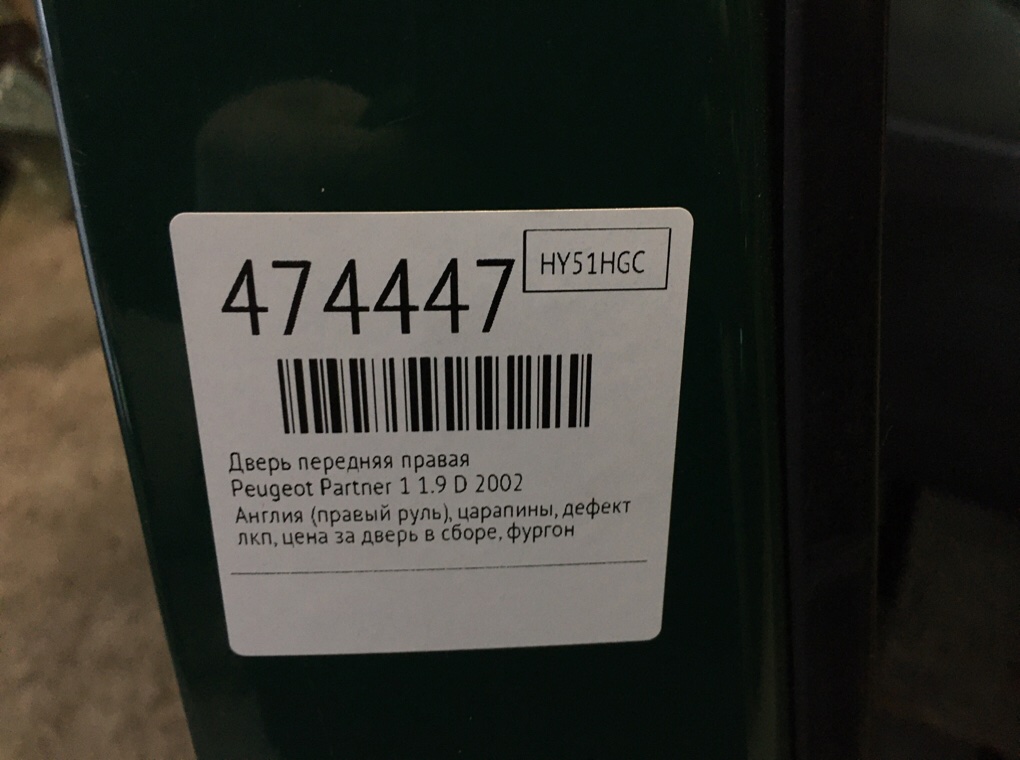 474447
HY51HGC
Дверь передняя правая
Peugeot Partner 1 1.9 D 2002
Англия (правый руль), царапины, дефект
лкп, цена за дверь в сборе, фургон